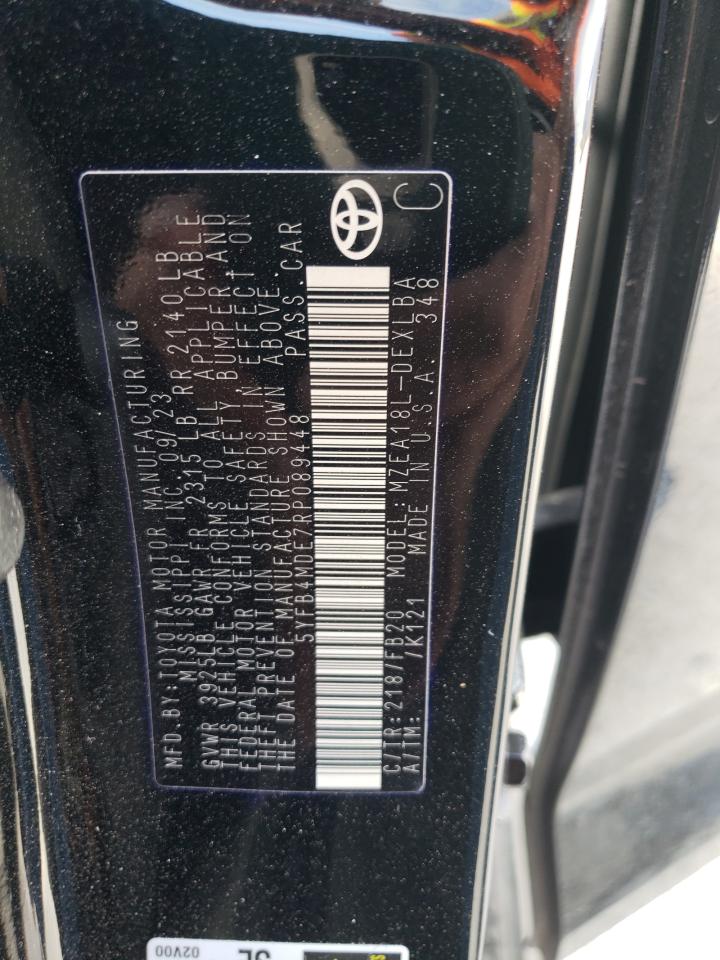 MFD.BY:TOYOTA MOTOR MANUFACTURING
MISSISSIPPI INC. 09/23
GVWR 3925LB GAWR FR 2315 LB RR 2140 LB
THIS VEHICLE CONFORMS TO ALL APPLICABLE
FEDERAL MOTOR VEHICLE SAFETY BUMPER AND
THEFT PREVENTION STANDARDS IN EFFECT ON
THE DATE OF MANUFACTURE SHOWN ABOVE.
5YFB4MDE7RP089448 PASS.CAR
C/TR:2187/FB20 MODEL:MZEA18L-DEXLBA
A/TM: /K121 MADE IN U.S.A. 348
C
02V00